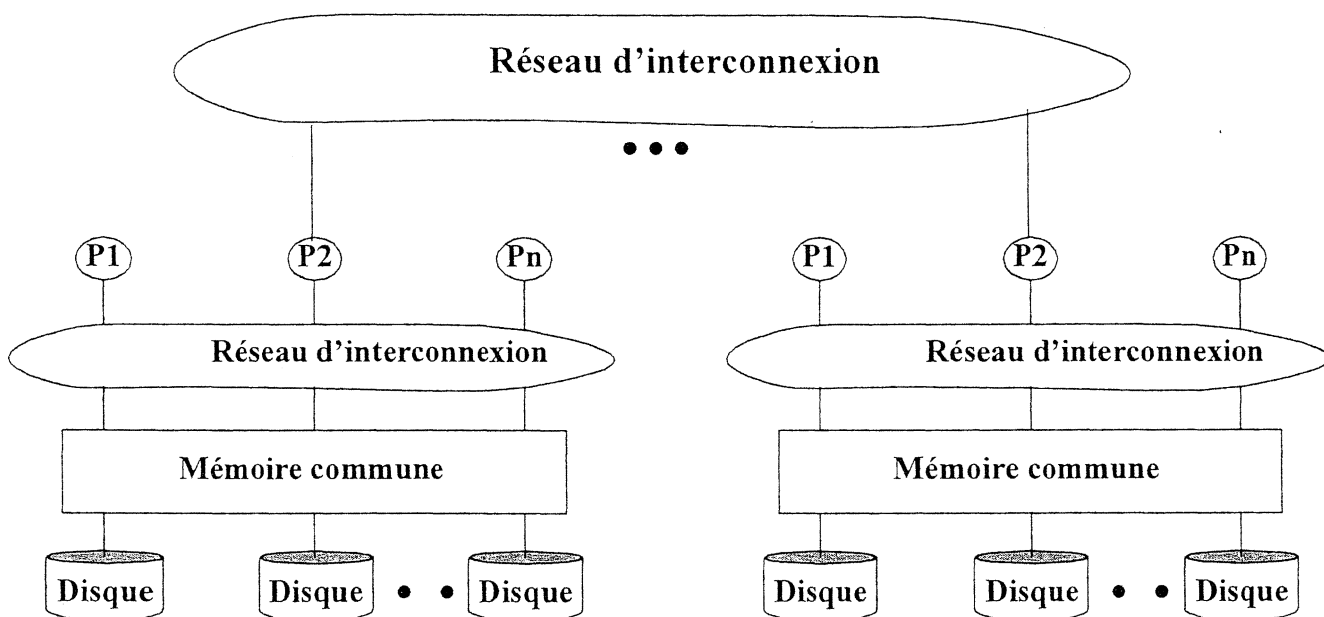 Réseau d'interconnexion
P1 P2 Pn P1 P2 Pn
Réseau d'interconnexion Réseau d'interconnexion
Mémoire commune Mémoire commune
Disque Disque Disque Disque Disque Disque